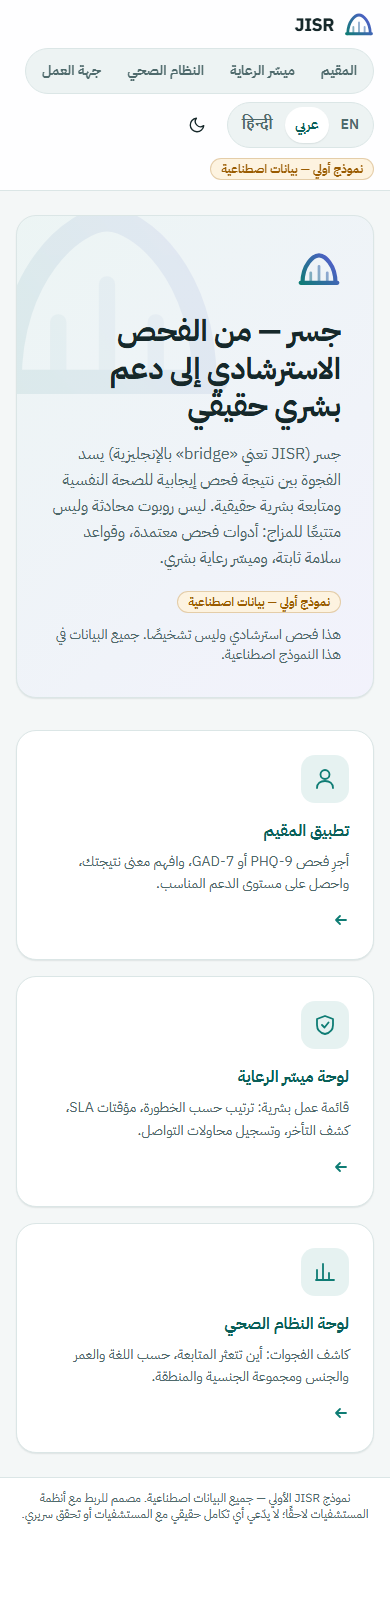 JISR
المقيم
ميسّر الرعاية
النظام الصحي
جهة العمل
EN
عربي
हिन्दी
نموذج أولي — بيانات اصطناعية
جسر — من الفحص
الاسترشادي إلى دعم
بشري حقيقي
جسر (JISR تعني «bridge» بالإنجليزية) يسد
الفجوة بين نتيجة فحص إيجابية للصحة النفسية
ومتابعة بشرية حقيقية. ليس روبوت محادثة وليس
متتبعًا للمزاج: أدوات فحص معتمدة، وقواعد
سلامة ثابتة، وميسّر رعاية بشري.
نموذج أولي — بيانات اصطناعية
هذا فحص استرشادي وليس تشخيصًا. جميع البيانات في
هذا النموذج اصطناعية.
تطبيق المقيم
أجرِ فحص PHQ-9 أو GAD-7، وافهم معنى نتيجتك،
واحصل على مستوى الدعم المناسب.
لوحة ميسّر الرعاية
قائمة عمل بشرية: ترتيب حسب الخطورة، مؤقتات SLA،
كشف التأخر، وتسجيل محاولات التواصل.
لوحة النظام الصحي
كاشف الفجوات: أين تتعثر المتابعة، حسب اللغة والعمر
والجنس ومجموعة الجنسية والمنطقة.
نموذج JISR الأولي — جميع البيانات اصطناعية. مصمم للربط مع أنظمة
المستشفيات لاحقًا؛ لا يدّعي أي تكامل حقيقي مع المستشفيات أو تحقق سريري.